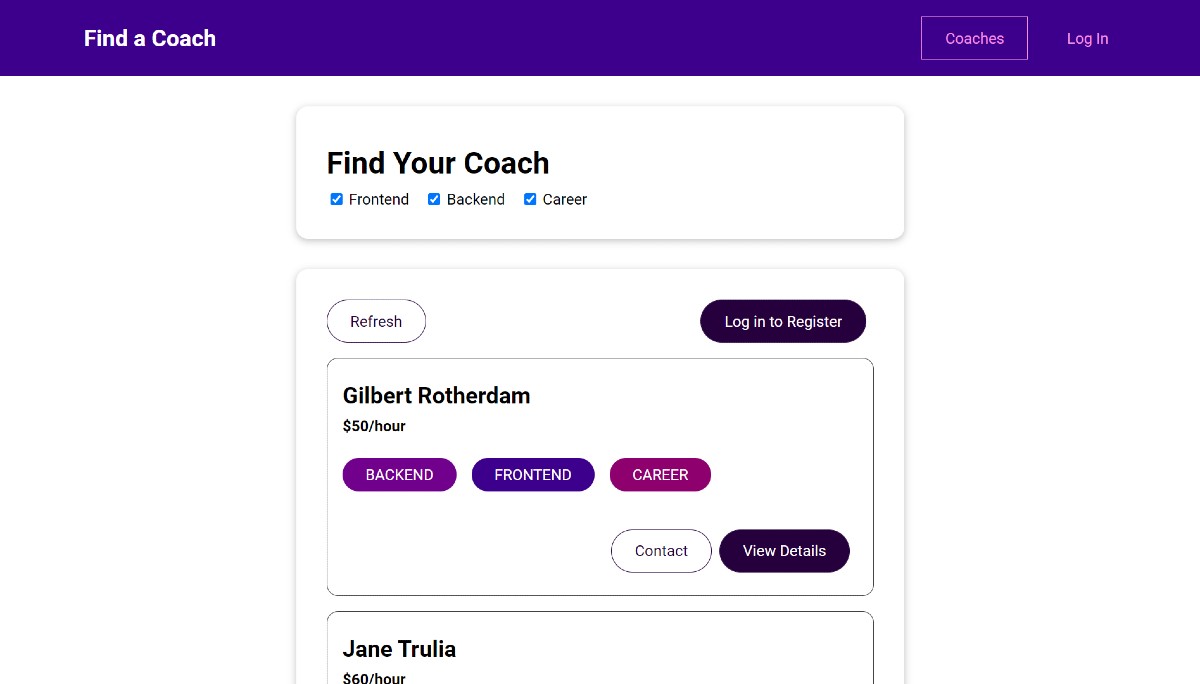 Find a Coach
Coaches
Log In
Find Your Coach
Frontend Backend Career
Refresh
Log in to Register
Gilbert Rotherdam
$50/hour
BACKEND FRONTEND CAREER
Contact
View Details
Jane Trulia
$60/hour